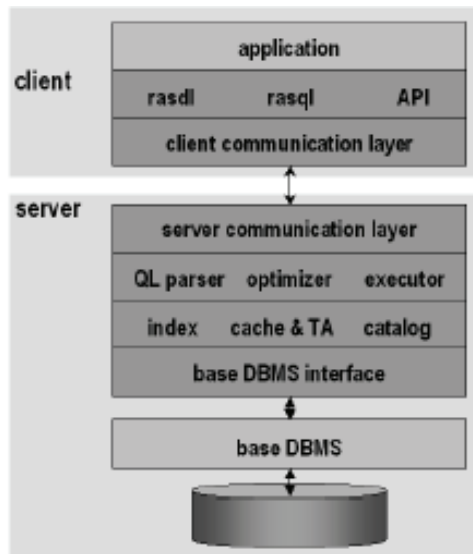 application
client
rasdl rasql API
client communication layer
server
server communication layer
QL parser optimizer executor
index cache & TA catalog
base DBMS interface
base DBMS